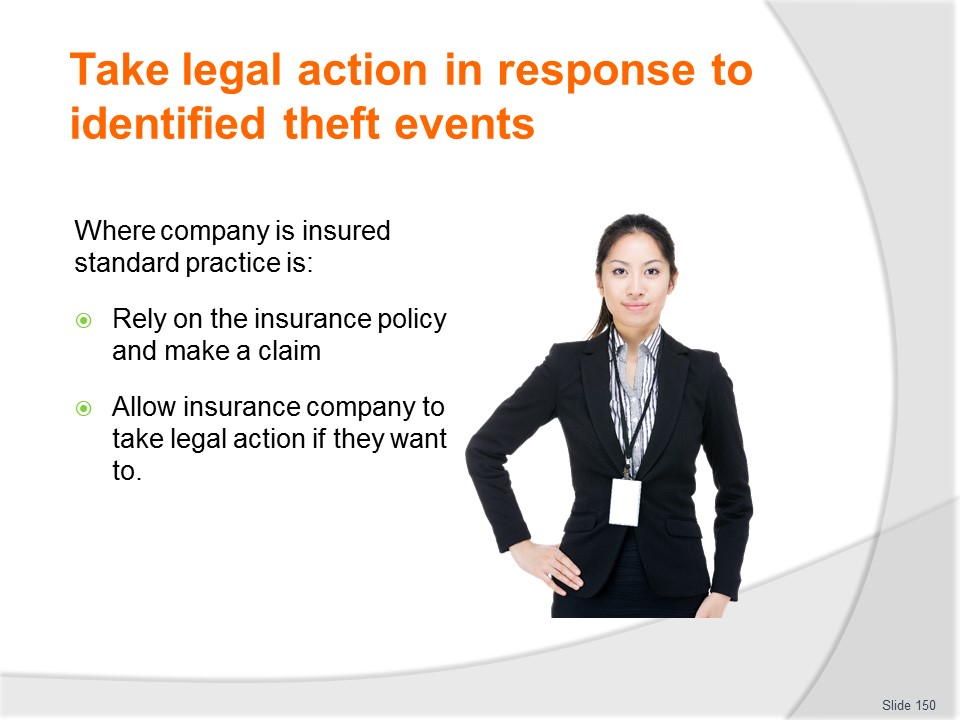 Take legal action in response to
identified theft events
Where company is insured
standard practice is:
Rely on the insurance policy
and make a claim
Allow insurance company to
take legal action if they want
to.
Slide 150